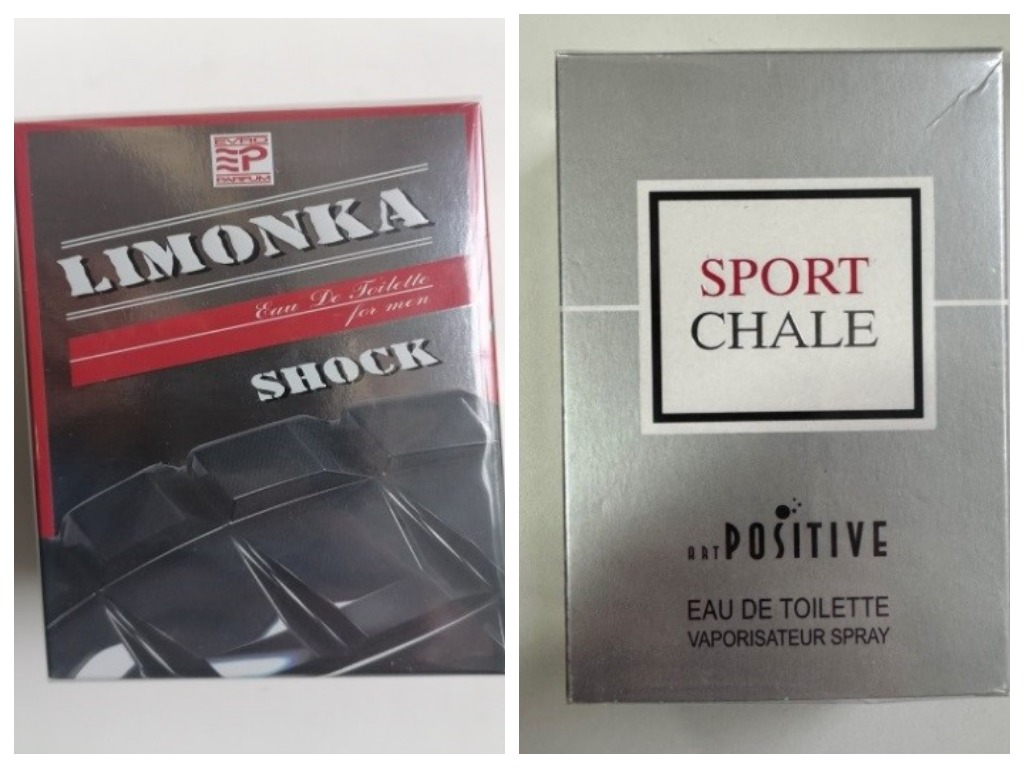 EVRO
P
PARFUM
LIMONKA
Eau De Toilette
for men
SHOCK
SPORT
CHALE
ART POSITIVE
EAU DE TOILETTE
VAPORISATEUR SPRAY